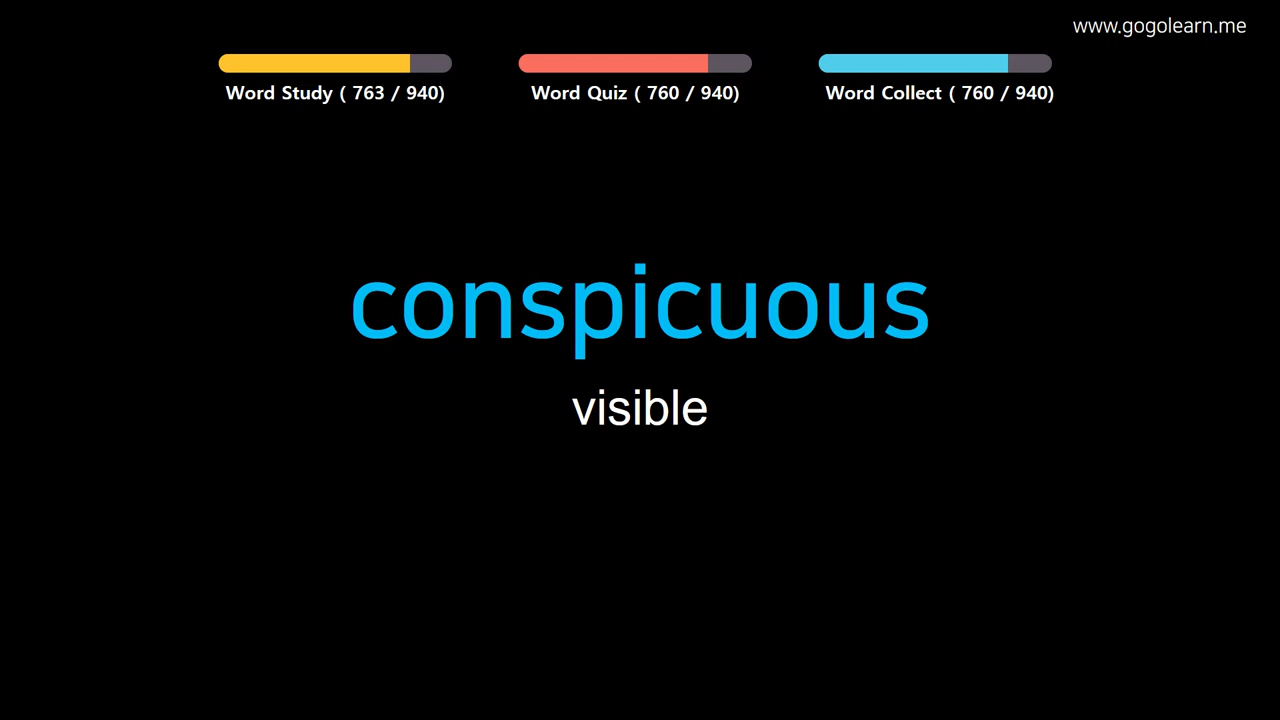 www.gogolearn.me
Word Study ( 763 / 940)
Word Quiz ( 760 / 940)
Word Collect ( 760 / 940)
conspicuous
visible